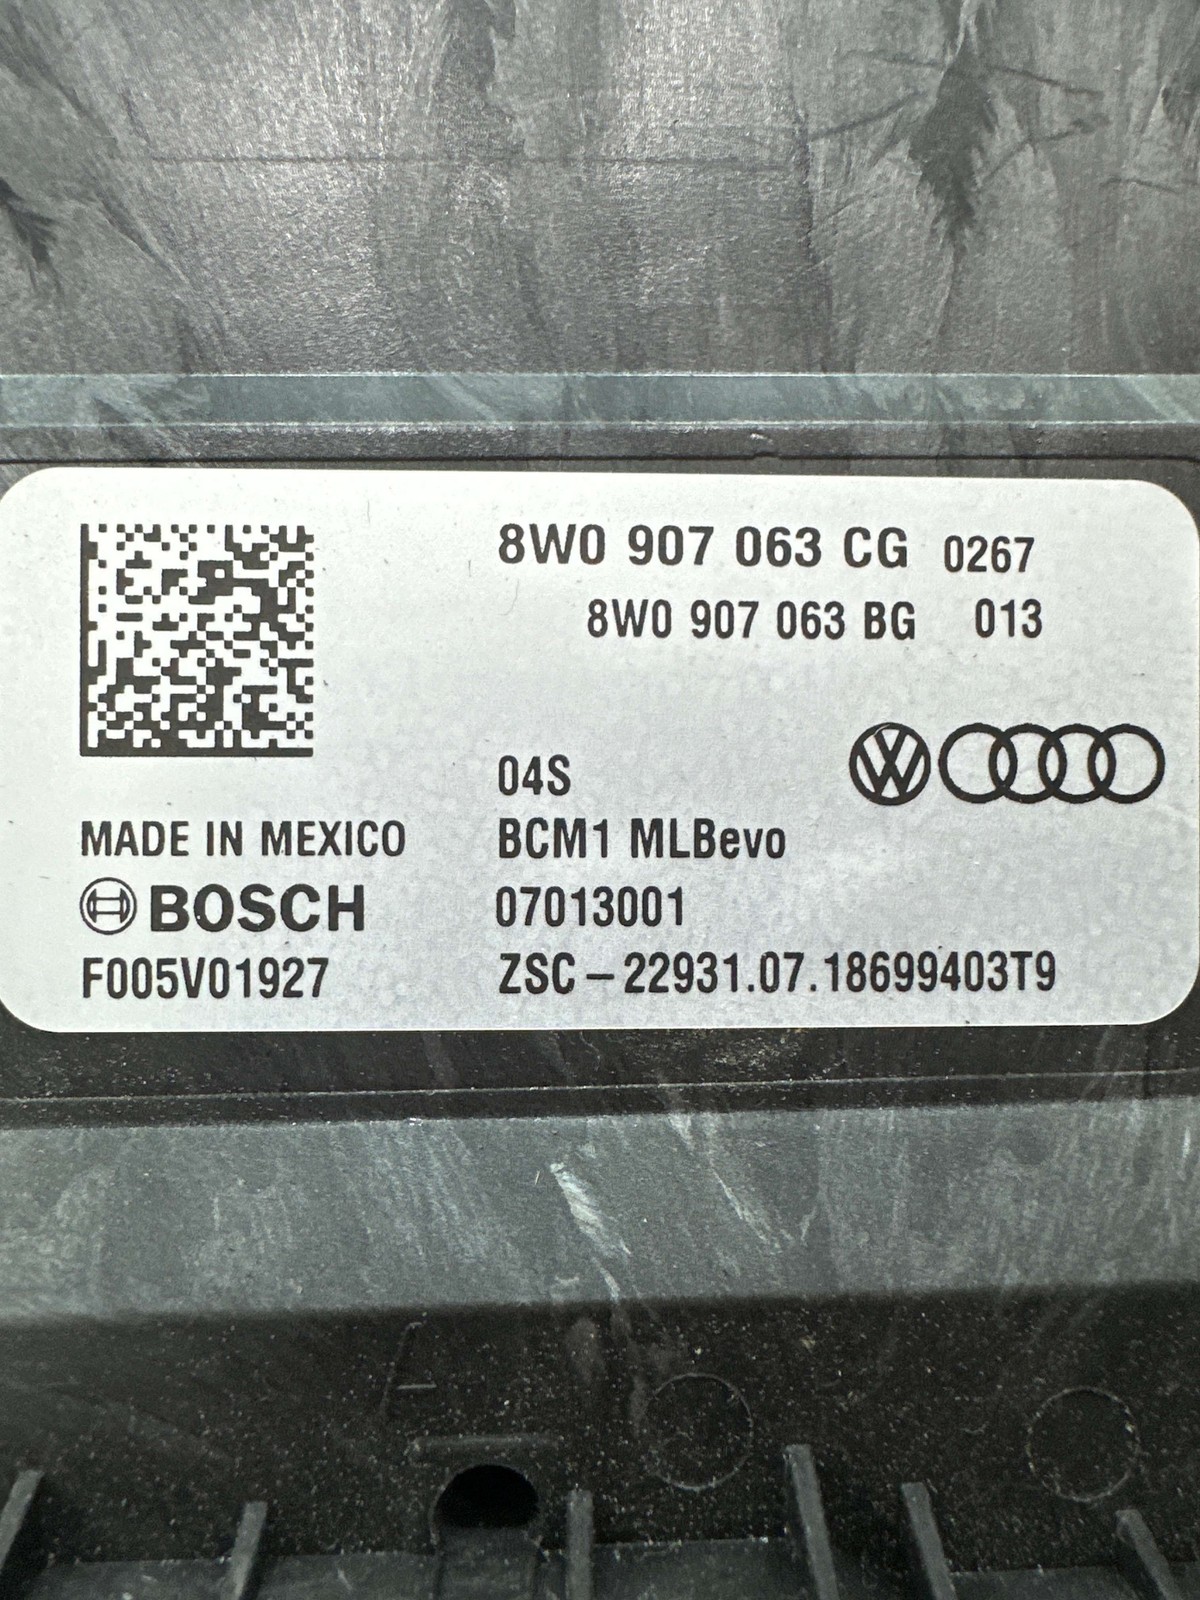 8W0 907 063 CG 0267
8W0 907 063 BG 013
04S
MADE IN MEXICO BCM1 MLBevo
BOSCH 07013001
F005V01927 ZSC-22931.07.18699403T9